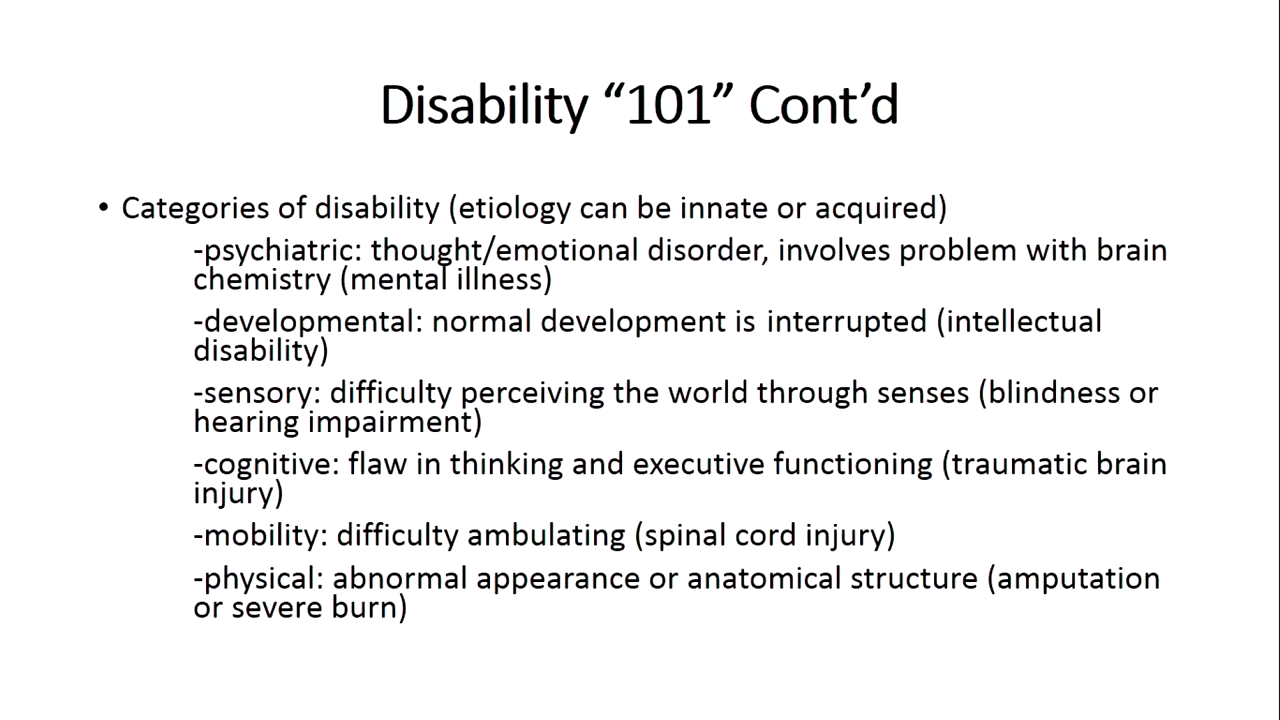 Disability “101” Cont’d
• Categories of disability (etiology can be innate or acquired)
-psychiatric: thought/emotional disorder, involves problem with brain
chemistry (mental illness)
-developmental: normal development is interrupted (intellectual
disability)
-sensory: difficulty perceiving the world through senses (blindness or
hearing impairment)
-cognitive: flaw in thinking and executive functioning (traumatic brain
injury)
-mobility: difficulty ambulating (spinal cord injury)
-physical: abnormal appearance or anatomical structure (amputation
or severe burn)